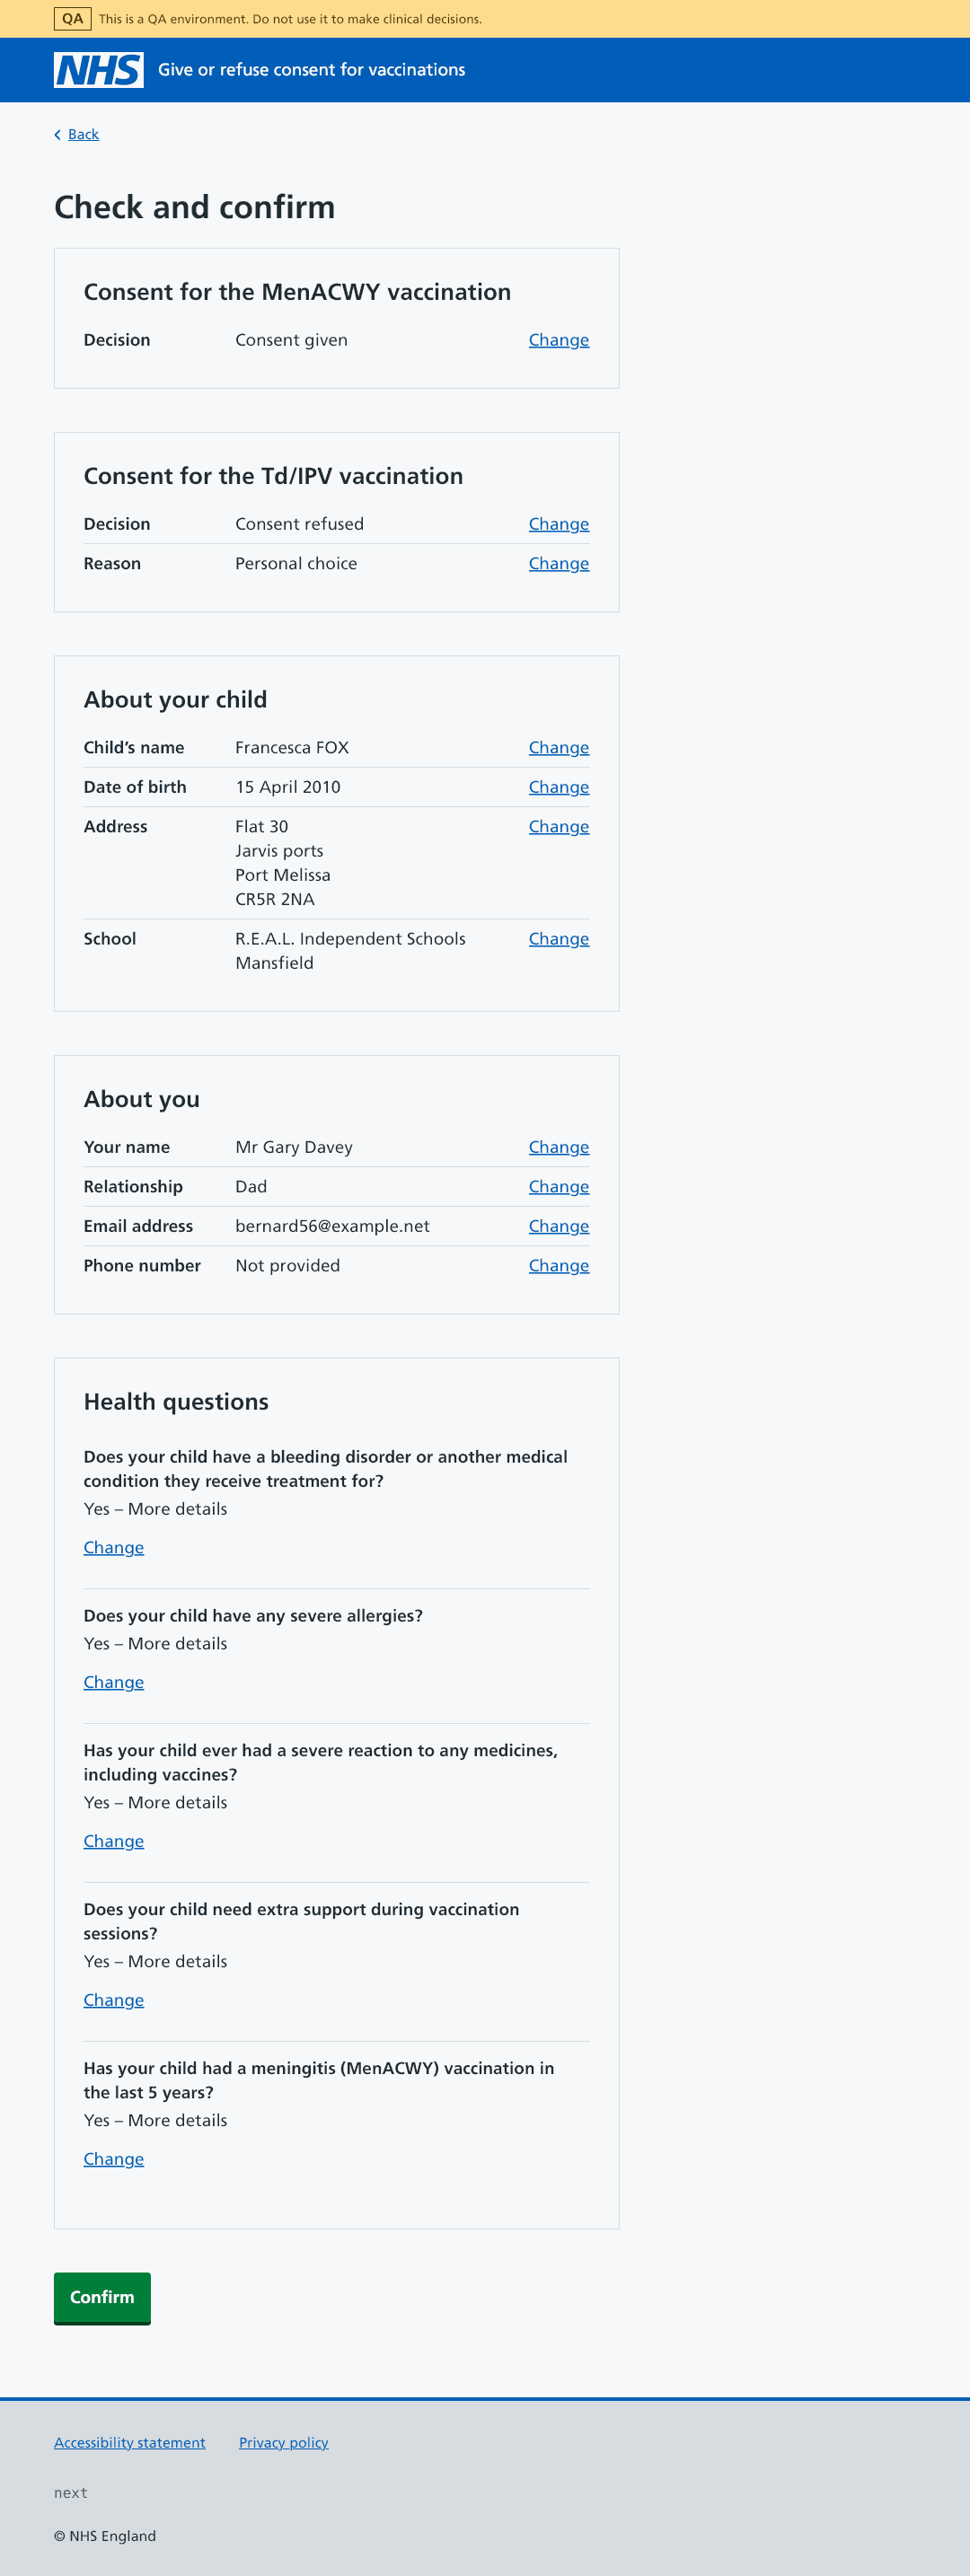 QA This is a QA environment. Do not use it to make clinical decisions.
NHS Give or refuse consent for vaccinations
Back
Check and confirm
Consent for the MenACWY vaccination
Decision Consent given Change
Consent for the Td/IPV vaccination
Decision Consent refused Change
Reason Personal choice Change
About your child
Child’s name Francesca FOX Change
Date of birth 15 April 2010 Change
Address Flat 30 Change
Jarvis ports
Port Melissa
CR5R 2NA
School R.E.A.L. Independent Schools Change
Mansfield
About you
Your name Mr Gary Davey Change
Relationship Dad Change
Email address bernard56@example.net Change
Phone number Not provided Change
Health questions
Does your child have a bleeding disorder or another medical
condition they receive treatment for?
Yes – More details
Change
Does your child have any severe allergies?
Yes – More details
Change
Has your child ever had a severe reaction to any medicines,
including vaccines?
Yes – More details
Change
Does your child need extra support during vaccination
sessions?
Yes – More details
Change
Has your child had a meningitis (MenACWY) vaccination in
the last 5 years?
Yes – More details
Change
Confirm
Accessibility statement Privacy policy
next
© NHS England